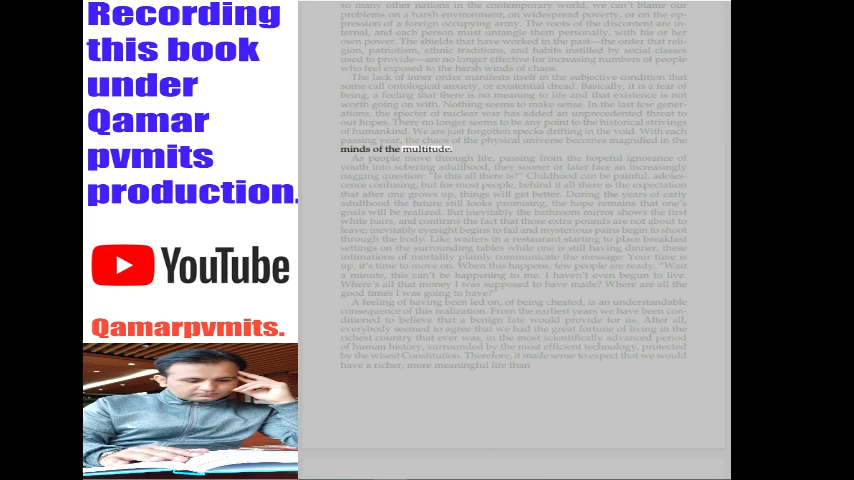 Recording
this book
under
Qamar
pvmits
production.
YouTube
Qamarpvmits.
so many other nations in the contemporary world, we can't blame our
problems on a harsh environment, on widespread poverty, or on the op-
pression of a foreign occupying army. The roots of the discontent are in-
ternal, and each person must untangle them personally, with his or her
own power. The shields that have worked in the past—the order that reli-
gion, patriotism, ethnic traditions, and habits instilled by social classes
used to provide—are no longer effective for increasing numbers of people
who feel exposed to the harsh winds of chaos.
The lack of inner order manifests itself in the subjective condition that
some call ontological anxiety, or existential dread. Basically, it is a fear of
being, a feeling that there is no meaning to life and that existence is not
worth going on with. Nothing seems to make sense. In the last few gener-
ations, the specter of nuclear war has added an unprecedented threat to
our hopes. There no longer seems to be any point to the historical strivings
of humankind. We are just forgotten specks drifting in the void. With each
passing year, the chaos of the physical universe becomes magnified in the
minds of the multitude.
As people move through life, passing from the hopeful ignorance of
youth into sobering adulthood, they sooner or later face an increasingly
nagging question: "Is this all there is?" Childhood can be painful, adoles-
cence confusing, but for most people, behind it all there is the expectation
that after one grows up, things will get better. During the years of early
adulthood the future still looks promising, the hope remains that one's
goals will be realized. But inevitably the bathroom mirror shows the first
white hairs, and confirms the fact that those extra pounds are not about to
leave; inevitably eyesight begins to fail and mysterious pains begin to shoot
through the body. Like waiters in a restaurant starting to place breakfast
settings on the surrounding tables while one is still having dinner, these
intimations of mortality plainly communicate the message: Your time is
up, it's time to move on. When this happens, few people are ready. "Wait
a minute, this can't be happening to me. I haven't even begun to live.
Where's all that money I was supposed to have made? Where are all the
good times I was going to have?"
A feeling of having been led on, of being cheated, is an understandable
consequence of this realization. From the earliest years we have been con-
ditioned to believe that a benign fate would provide for us. After all,
everybody seemed to agree that we had the great fortune of living in the
richest country that ever was, in the most scientifically advanced period
of human history, surrounded by the most efficient technology, protected
by the wisest Constitution. Therefore, it made sense to expect that we would
have a richer, more meaningful life than